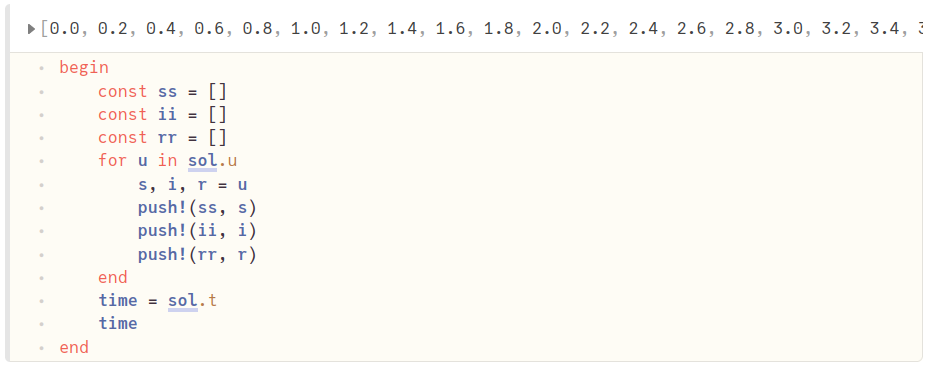 [0.0, 0.2, 0.4, 0.6, 0.8, 1.0, 1.2, 1.4, 1.6, 1.8, 2.0, 2.2, 2.4, 2.6, 2.8, 3.0, 3.2, 3.4,
begin
    const ss = []
    const ii = []
    const rr = []
    for u in sol.u
        s, i, r = u
        push!(ss, s)
        push!(ii, i)
        push!(rr, r)
    end
    time = sol.t
    time
end